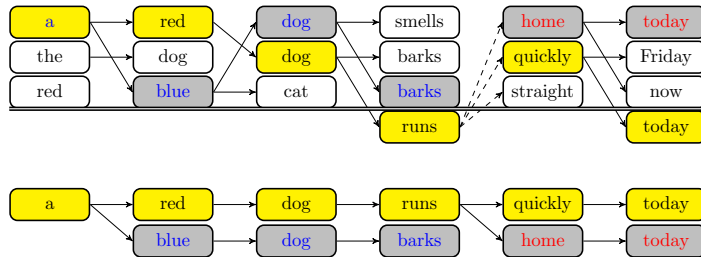 a red dog smells home today
the dog dog barks quickly Friday
red blue cat barks straight now
runs today
a red dog runs quickly today
blue dog barks home today